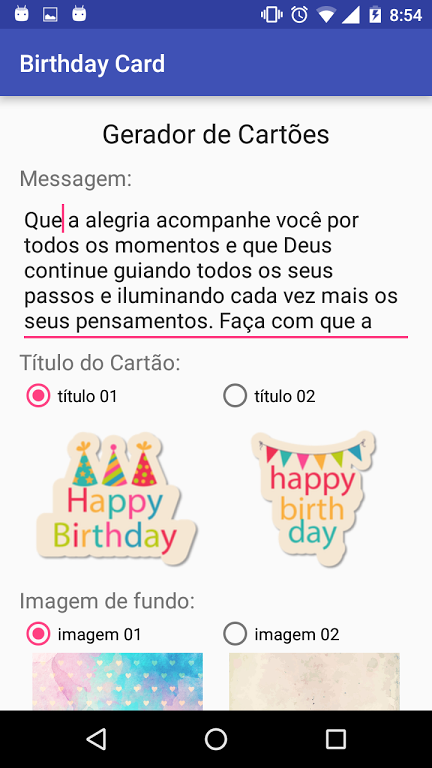 8:54
Birthday Card
Gerador de Cartões
Messagem:
Que a alegria acompanhe você por
todos os momentos e que Deus
continue guiando todos os seus
passos e iluminando cada vez mais os
seus pensamentos. Faça com que a
Título do Cartão:
título 01
título 02
Happy
Birthday
happy
birth
day
Imagem de fundo:
imagem 01
imagem 02